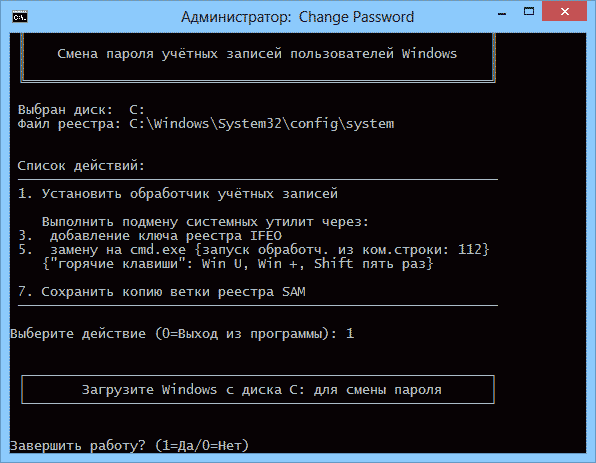 Администратор: Change Password
Смена пароля учётных записей пользователей Windows
Выбран диск: C:
Файл реестра: C:\Windows\System32\config\system
Список действий:
1. Установить обработчик учётных записей
Выполнить подмену системных утилит через:
3. добавление ключа реестра IFEO
5. замену на cmd.exe {запуск обработч. из ком.строки: 112}
{"горячие клавиши": Win U, Win +, Shift пять раз}
7. Сохранить копию ветки реестра SAM
Выберите действие (0=Выход из программы): 1
Загрузите Windows с диска C: для смены пароля
Завершить работу? (1=Да/0=Нет)